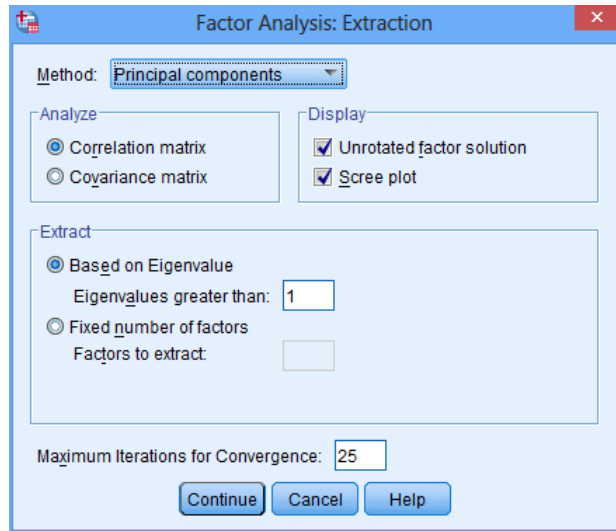 Factor Analysis: Extraction
Method: Principal components
Analyze
Correlation matrix
Covariance matrix
Display
Unrotated factor solution
Scree plot
Extract
Based on Eigenvalue
Eigenvalues greater than: 1
Fixed number of factors
Factors to extract:
Maximum Iterations for Convergence: 25
Continue Cancel Help